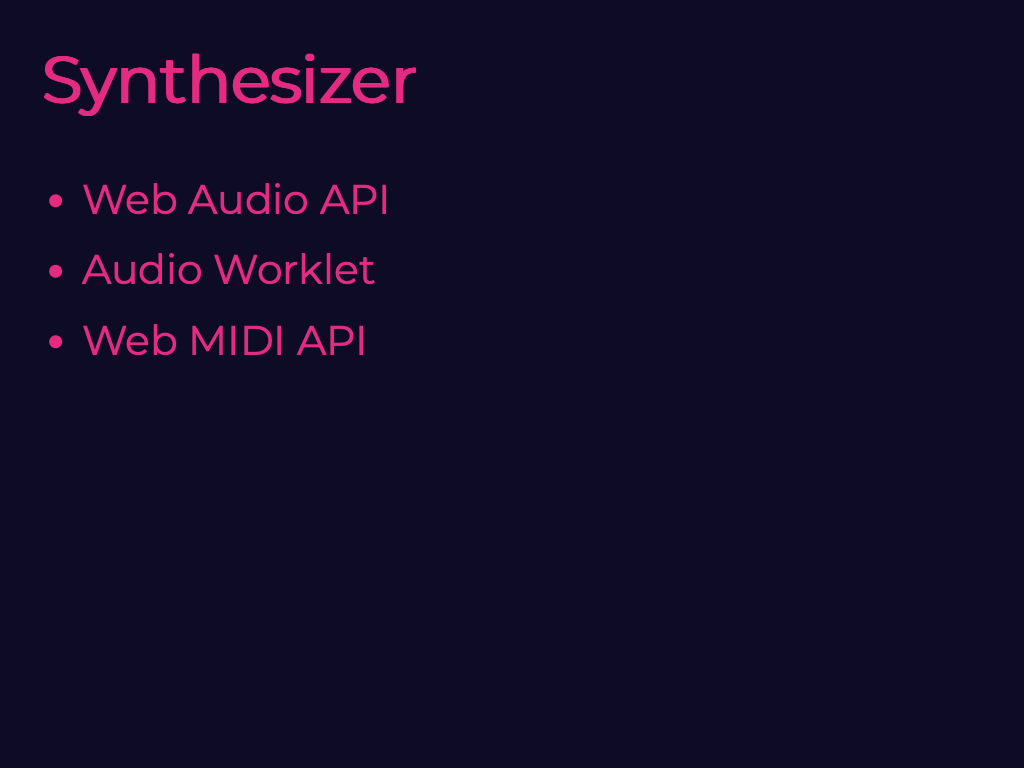 Synthesizer
• Web Audio API
• Audio Worklet
• Web MIDI API